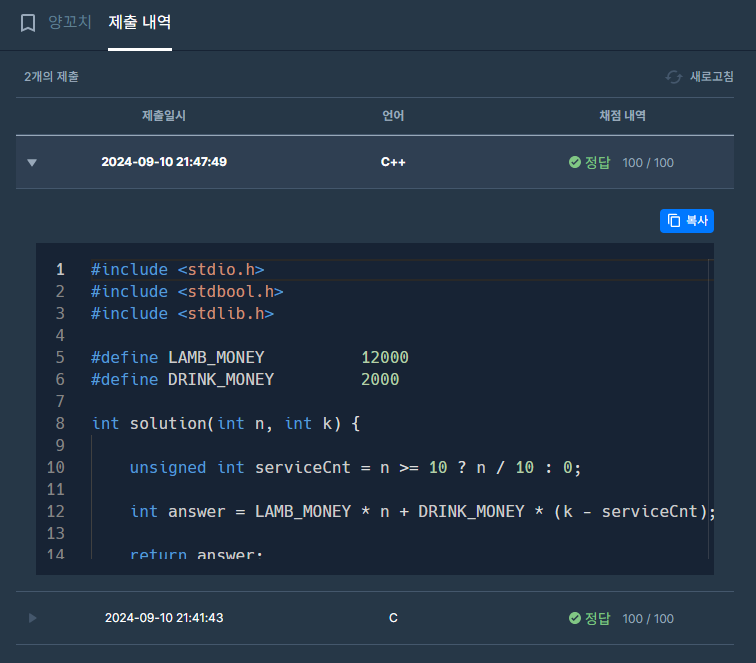 양꼬치 제출 내역
2개의 제출 새로고침
제출일시 언어 채점 내역
2024-09-10 21:47:49 C++ 정답 100 / 100
복사
1 #include <stdio.h>
2 #include <stdbool.h>
3 #include <stdlib.h>
4
5 #define LAMB_MONEY 12000
6 #define DRINK_MONEY 2000
7
8 int solution(int n, int k) {
9
10 unsigned int serviceCnt = n >= 10 ? n / 10 : 0;
11
12 int answer = LAMB_MONEY * n + DRINK_MONEY * (k - serviceCnt);
13
14 return answer;
2024-09-10 21:41:43 C 정답 100 / 100